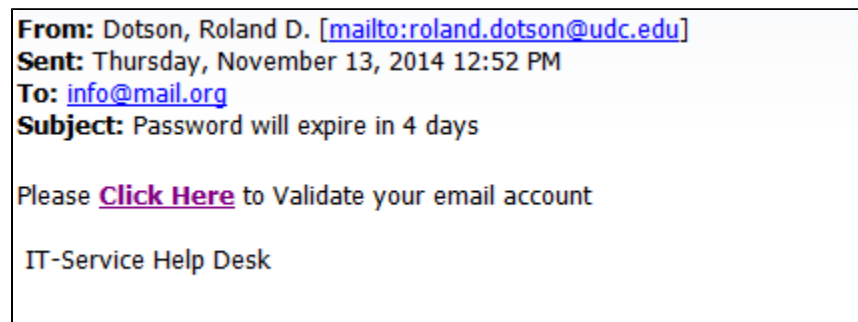 From: Dotson, Roland D. [mailto:roland.dotson@udc.edu]
Sent: Thursday, November 13, 2014 12:52 PM
To: info@mail.org
Subject: Password will expire in 4 days
Please Click Here to Validate your email account
IT-Service Help Desk